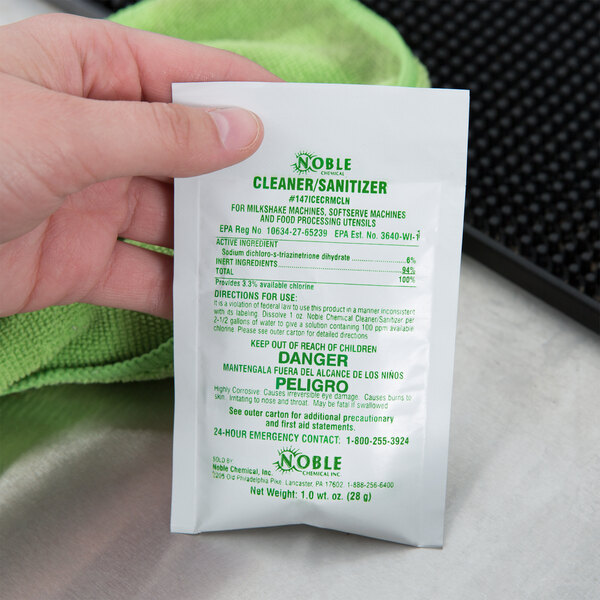 NOBLE
CHEMICAL
CLEANER/SANITIZER
#147ICECRMCLN
FOR MILKSHAKE MACHINES, SOFTSERVE MACHINES
AND FOOD PROCESSING UTENSILS
EPA Reg No 10634-27-65239 EPA Est. No. 3640-WI-1
ACTIVE INGREDIENT
Sodium dichloro-s-triazinetrione dihydrate 6%
INERT INGREDIENTS 94%
TOTAL 100%
Provides 3.3% available chlorine
DIRECTIONS FOR USE:
It is a violation of federal law to use this product in a manner inconsistent
with its labeling. Dissolve 1 oz. Noble Chemical Cleaner/Sanitizer per
2-1/2 gallons of water to give a solution containing 100 ppm available
chlorine. Please see outer carton for detailed directions
KEEP OUT OF REACH OF CHILDREN
DANGER
MANTENGALA FUERA DEL ALCANCE DE LOS NIÑOS
PELIGRO
Highly Corrosive. Causes irreversible eye damage. Causes burns to
skin. Irritating to nose and throat. May be fatal if swallowed
See outer carton for additional precautionary
and first aid statements.
24-HOUR EMERGENCY CONTACT: 1-800-255-3924
SOLD BY
Noble Chemical, Inc.
NOBLE
CHEMICAL INC.
1205 Old Philadelphia Pike, Lancaster, PA 17602 1-888-256-6400
Net Weight: 1.0 wt. oz. (28 g)